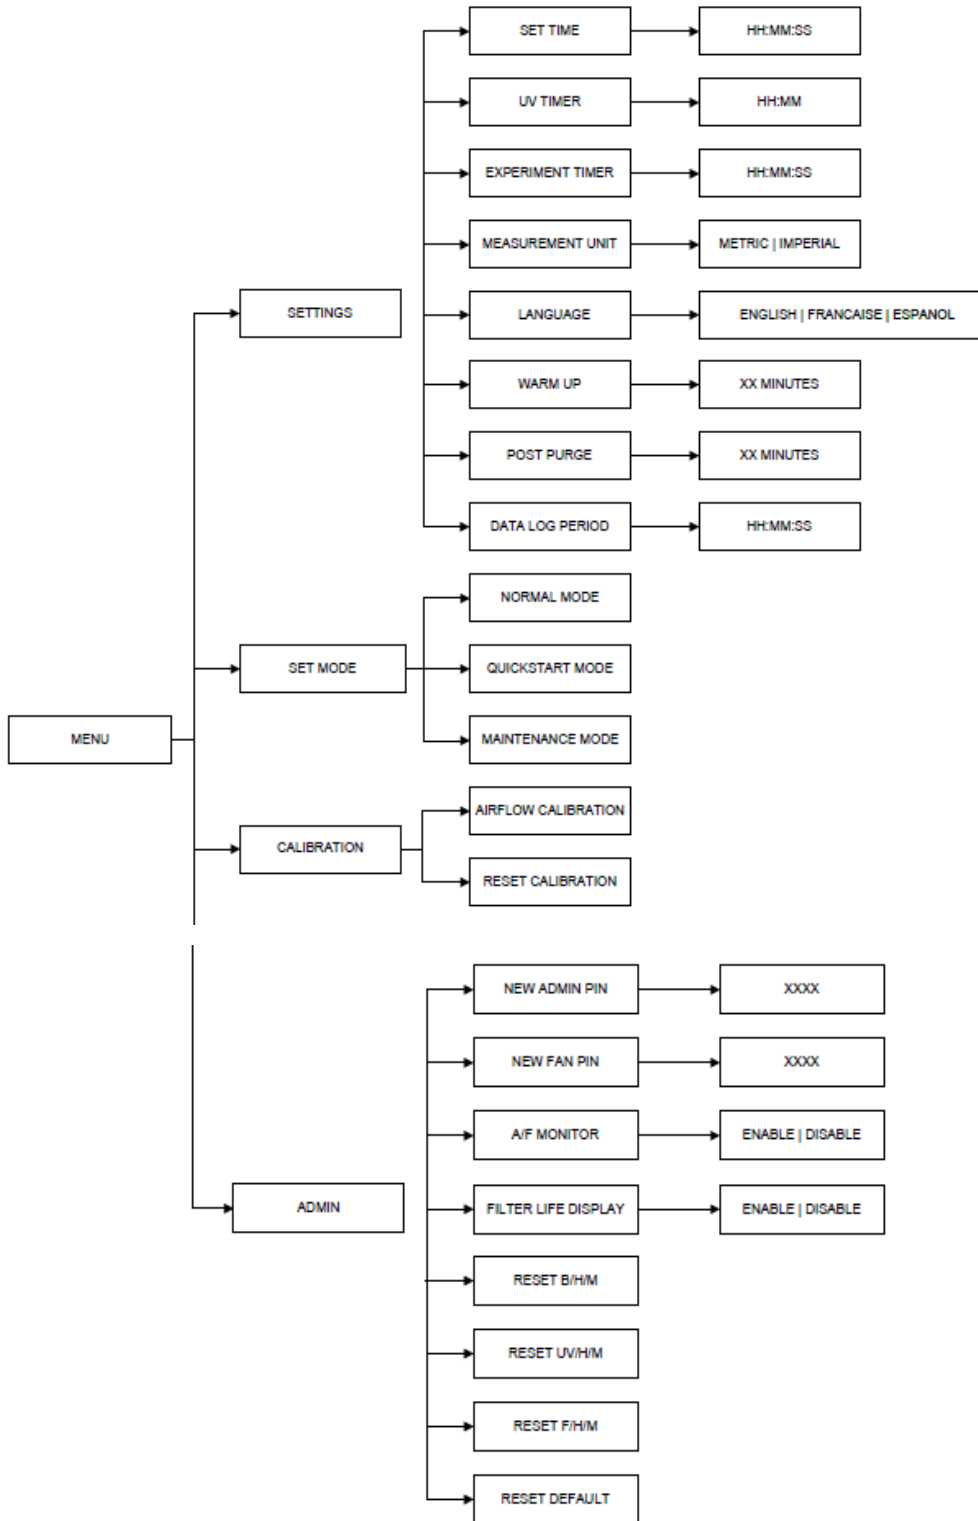 SET TIME
HH:MM:SS
UV TIMER
HH:MM
EXPERIMENT TIMER
HH:MM:SS
MEASUREMENT UNIT
METRIC | IMPERIAL
SETTINGS
LANGUAGE
ENGLISH | FRANCAISE | ESPANOL
WARM UP
XX MINUTES
POST PURGE
XX MINUTES
DATA LOG PERIOD
HH:MM:SS
NORMAL MODE
SET MODE
QUICKSTART MODE
MENU
MAINTENANCE MODE
AIRFLOW CALIBRATION
CALIBRATION
RESET CALIBRATION
NEW ADMIN PIN
XXXX
NEW FAN PIN
XXXX
A/F MONITOR
ENABLE | DISABLE
ADMIN
FILTER LIFE DISPLAY
ENABLE | DISABLE
RESET B/H/M
RESET UV/H/M
RESET F/H/M
RESET DEFAULT